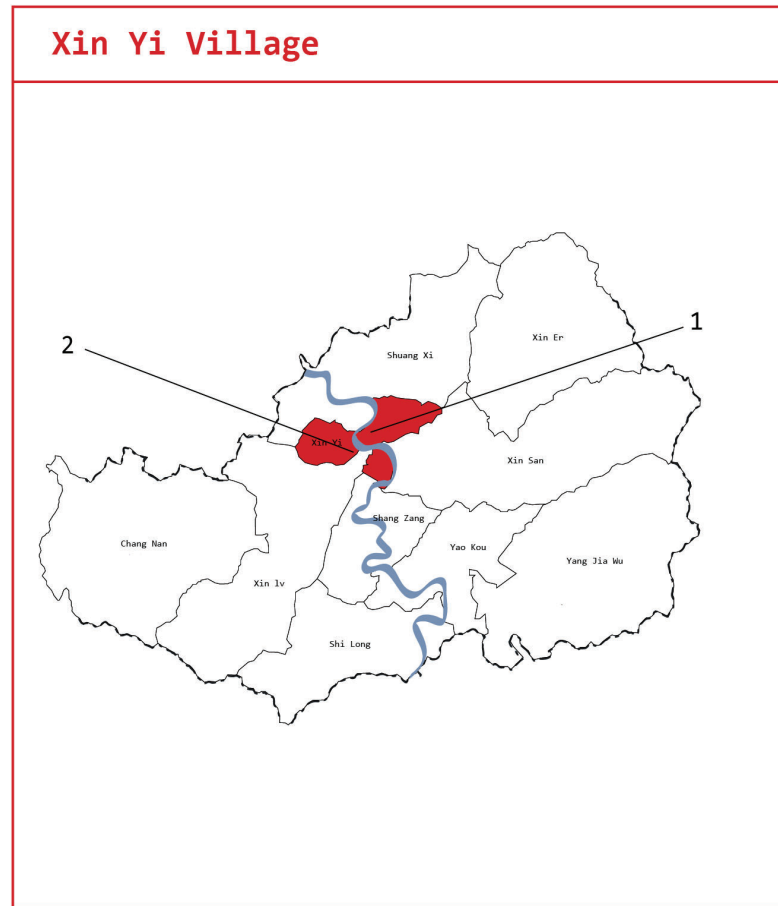 Xin Yi Village
1
Xin Er
2
Shuang Xi
Xin Yi
Xin San
Shang Zang
Chang Nan
Yao Kou
Yang Jia Wu
Xin lv
Shi Long